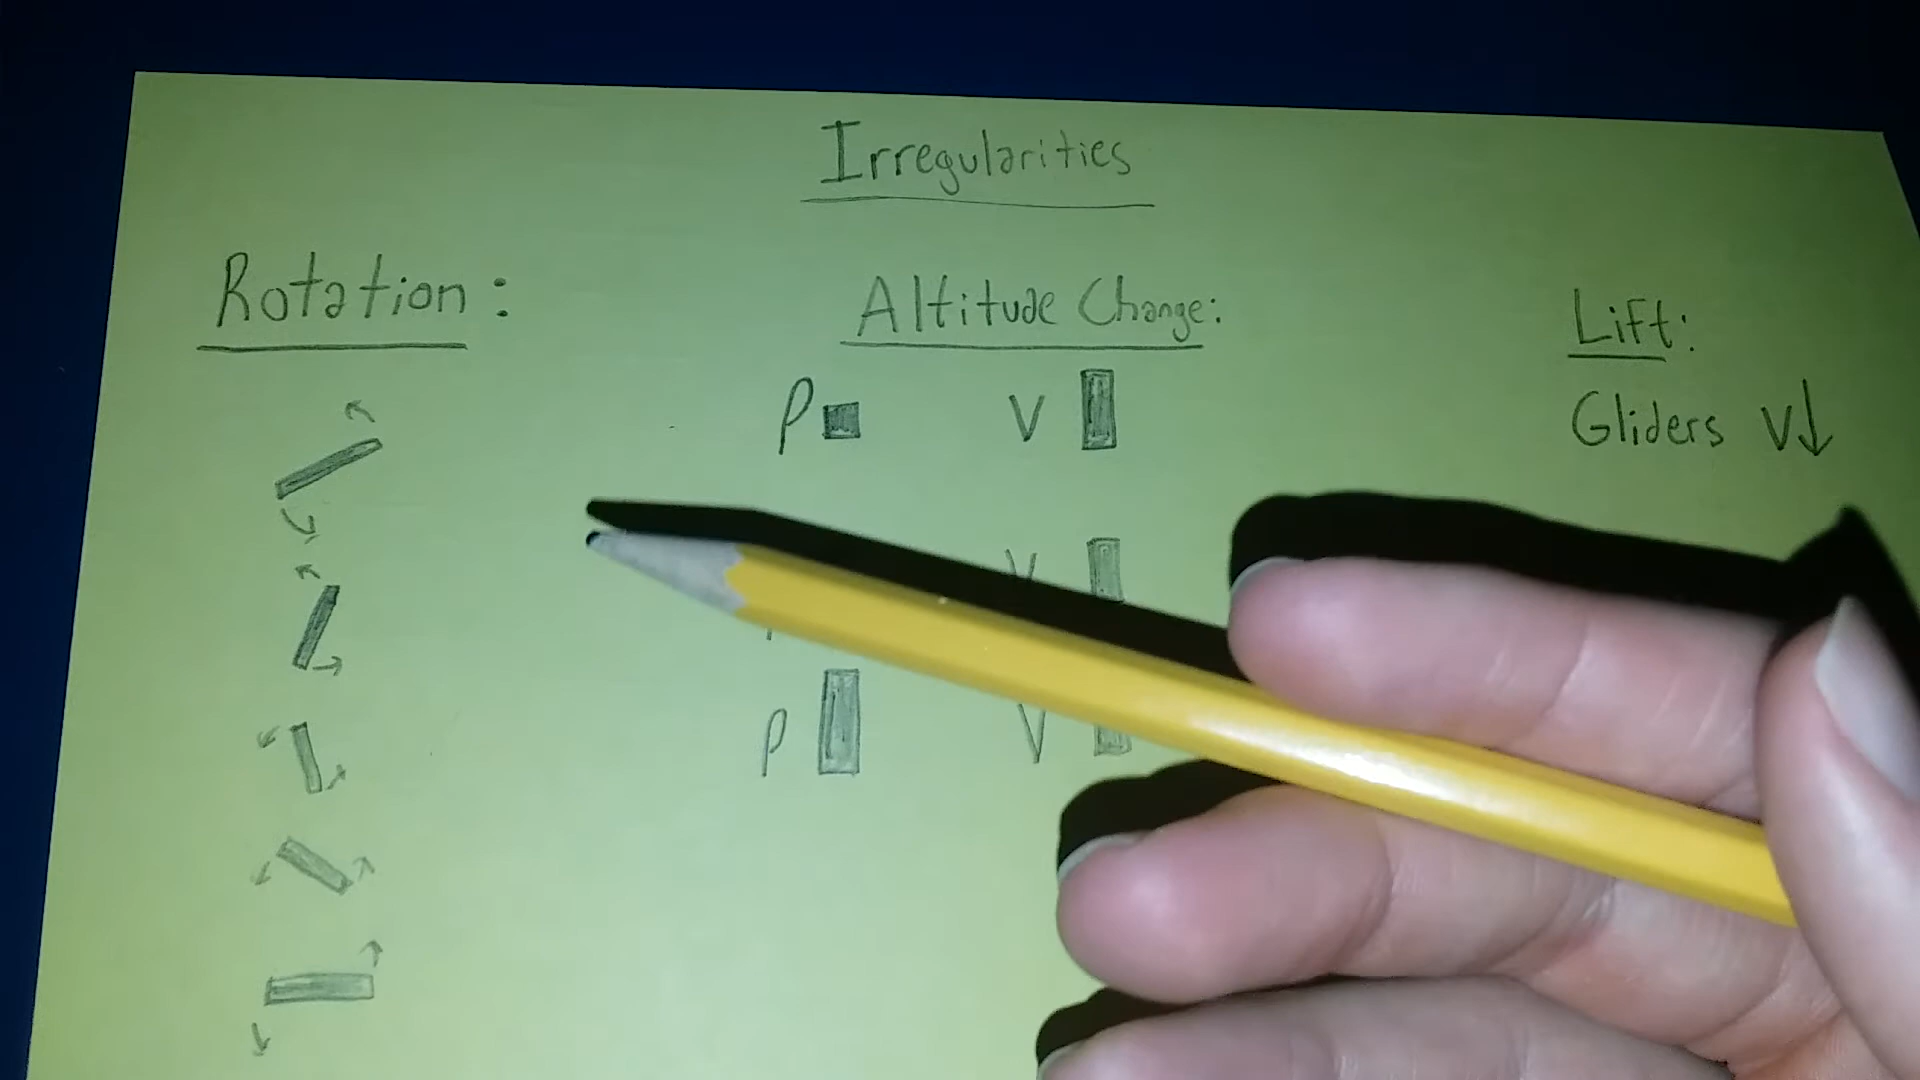 Irregularities
Rotation:
Altitude Change:
Lift:
ρ V
Gliders V↓
V
ρ V